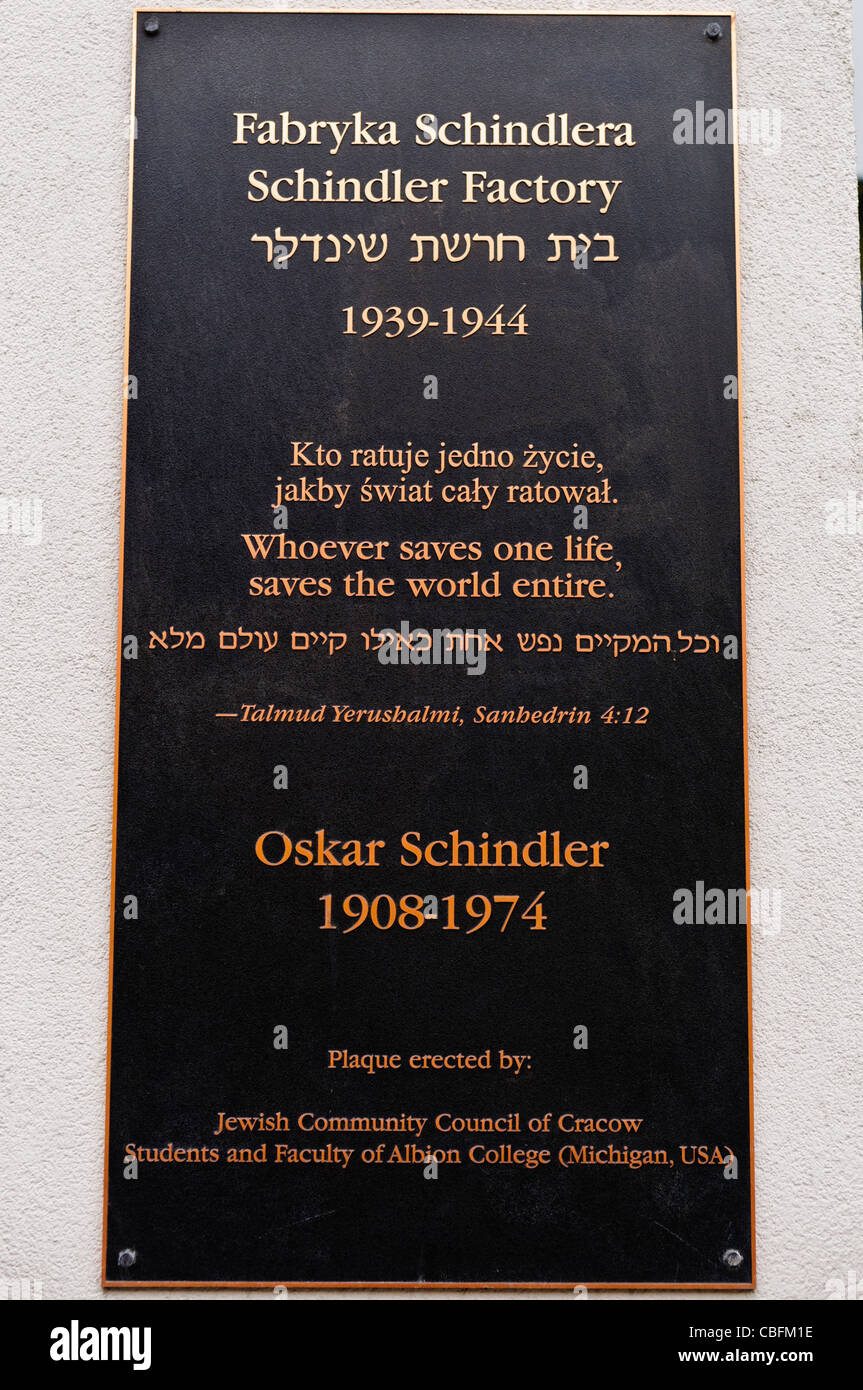 Fabryka Schindlera
Schindler Factory
בית חרשת שינדלר
1939-1944
Kto ratuje jedno życie,
jakby świat cały ratował.
Whoever saves one life,
saves the world entire.
וכל המקיים נפש אחת כאילו קיים עולם מלא
—Talmud Yerushalmi, Sanhedrin 4:12
Oskar Schindler
1908-1974
Plaque erected by:
Jewish Community Council of Cracow
Students and Faculty of Albion College (Michigan, USA)
alamy
alamy
a
Image ID: CBFM1E
www.alamy.com